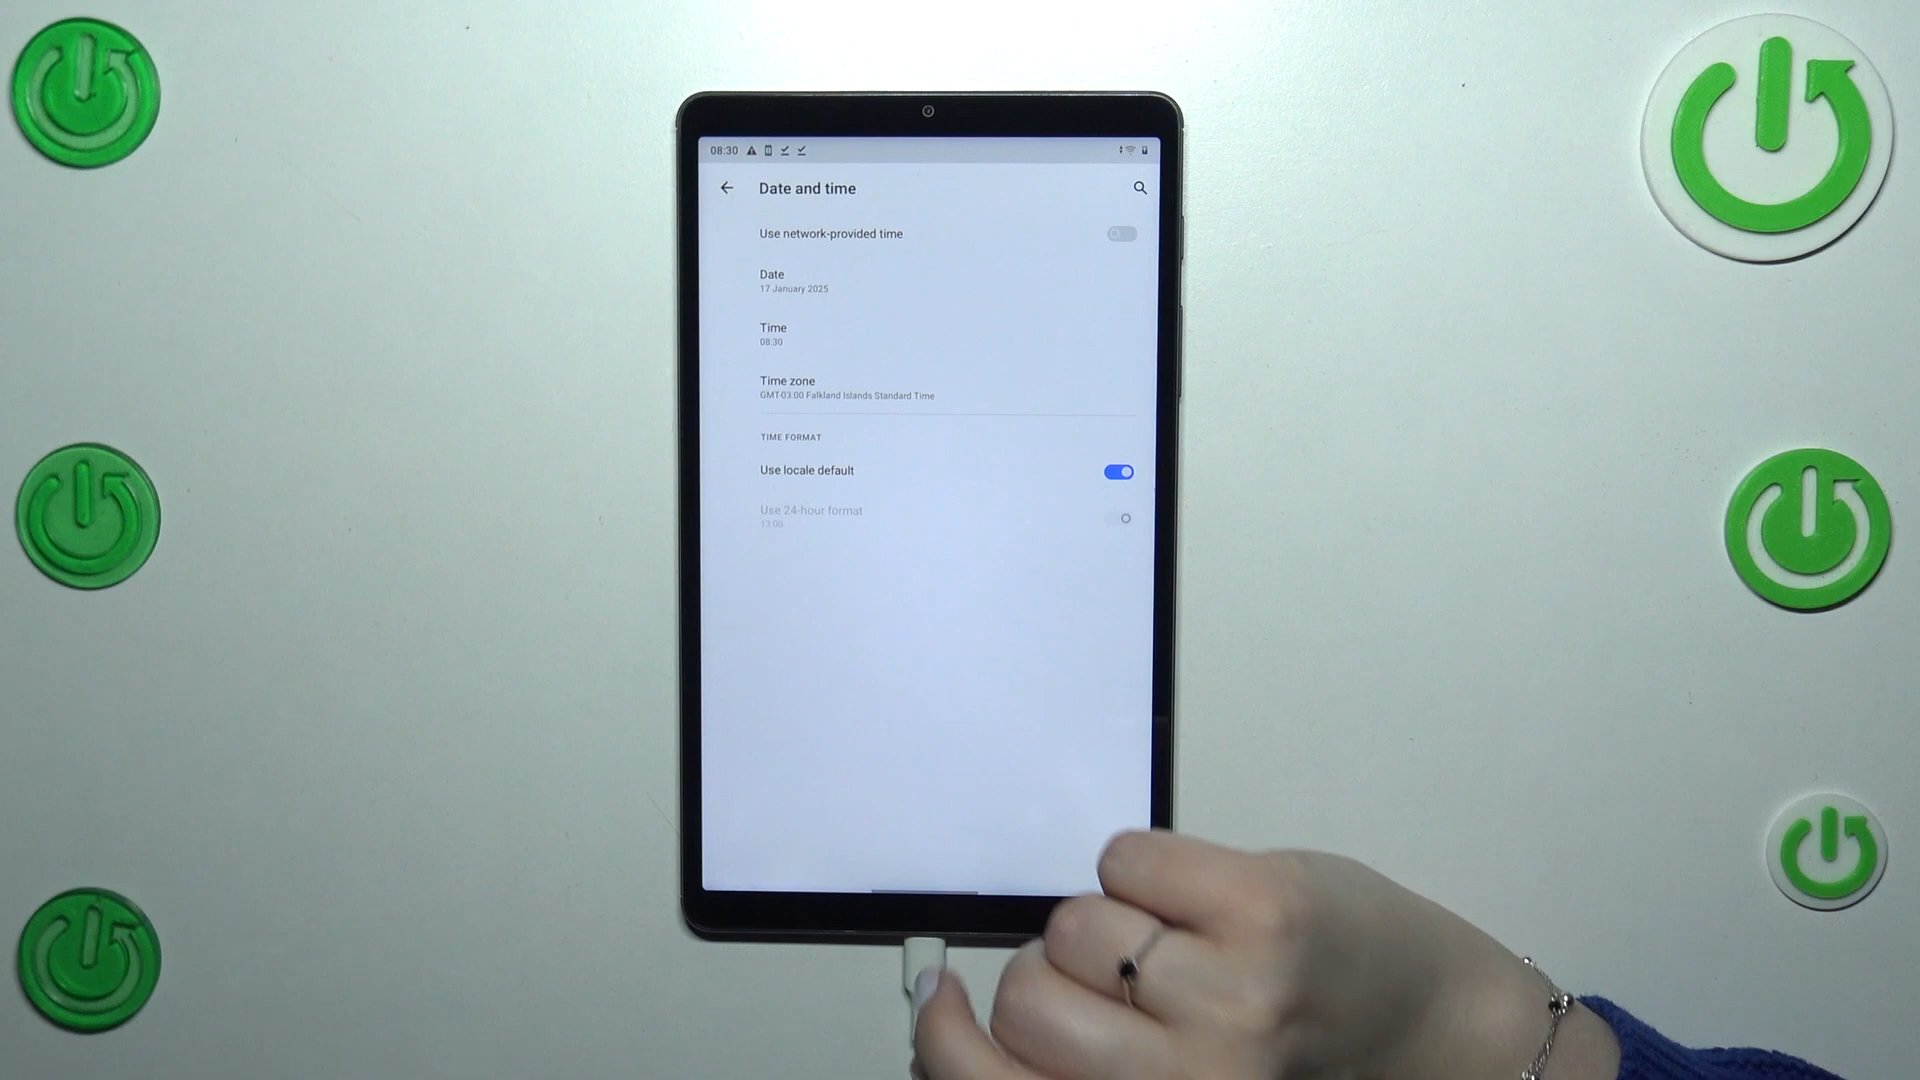 08:30
Date and time
Use network-provided time
Date
17 January 2025
Time
08:30
Time zone
GMT-03:00 Falkland Islands Standard Time
TIME FORMAT
Use locale default
Use 24-hour format
13:00